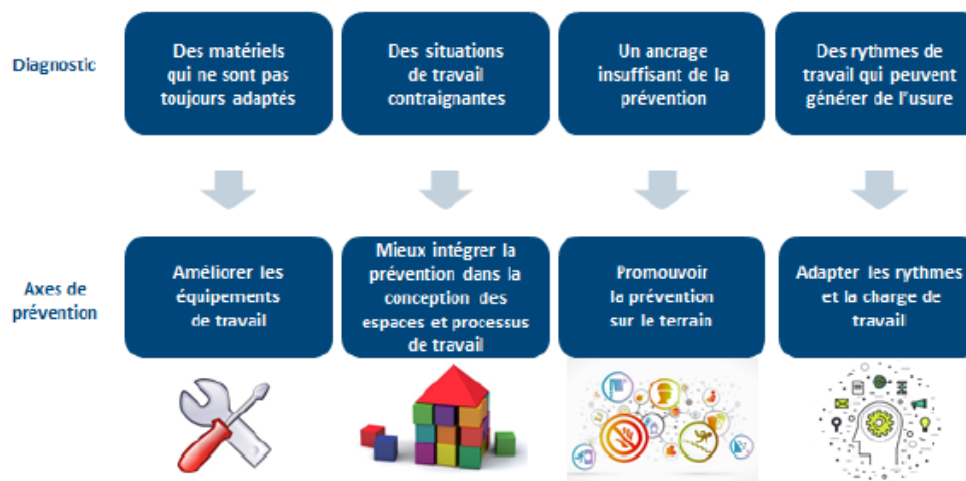 Diagnostic
Des matériels
qui ne sont pas
toujours adaptés
Des situations
de travail
contraignantes
Un ancrage
insuffisant de la
prévention
Des rythmes de
travail qui peuvent
générer de l'usure
Axes de
prévention
Améliorer les
équipements
de travail
Mieux intégrer la
prévention dans la
conception des
espaces et processus
de travail
Promouvoir
la prévention
sur le terrain
Adapter les rythmes
et la charge de
travail